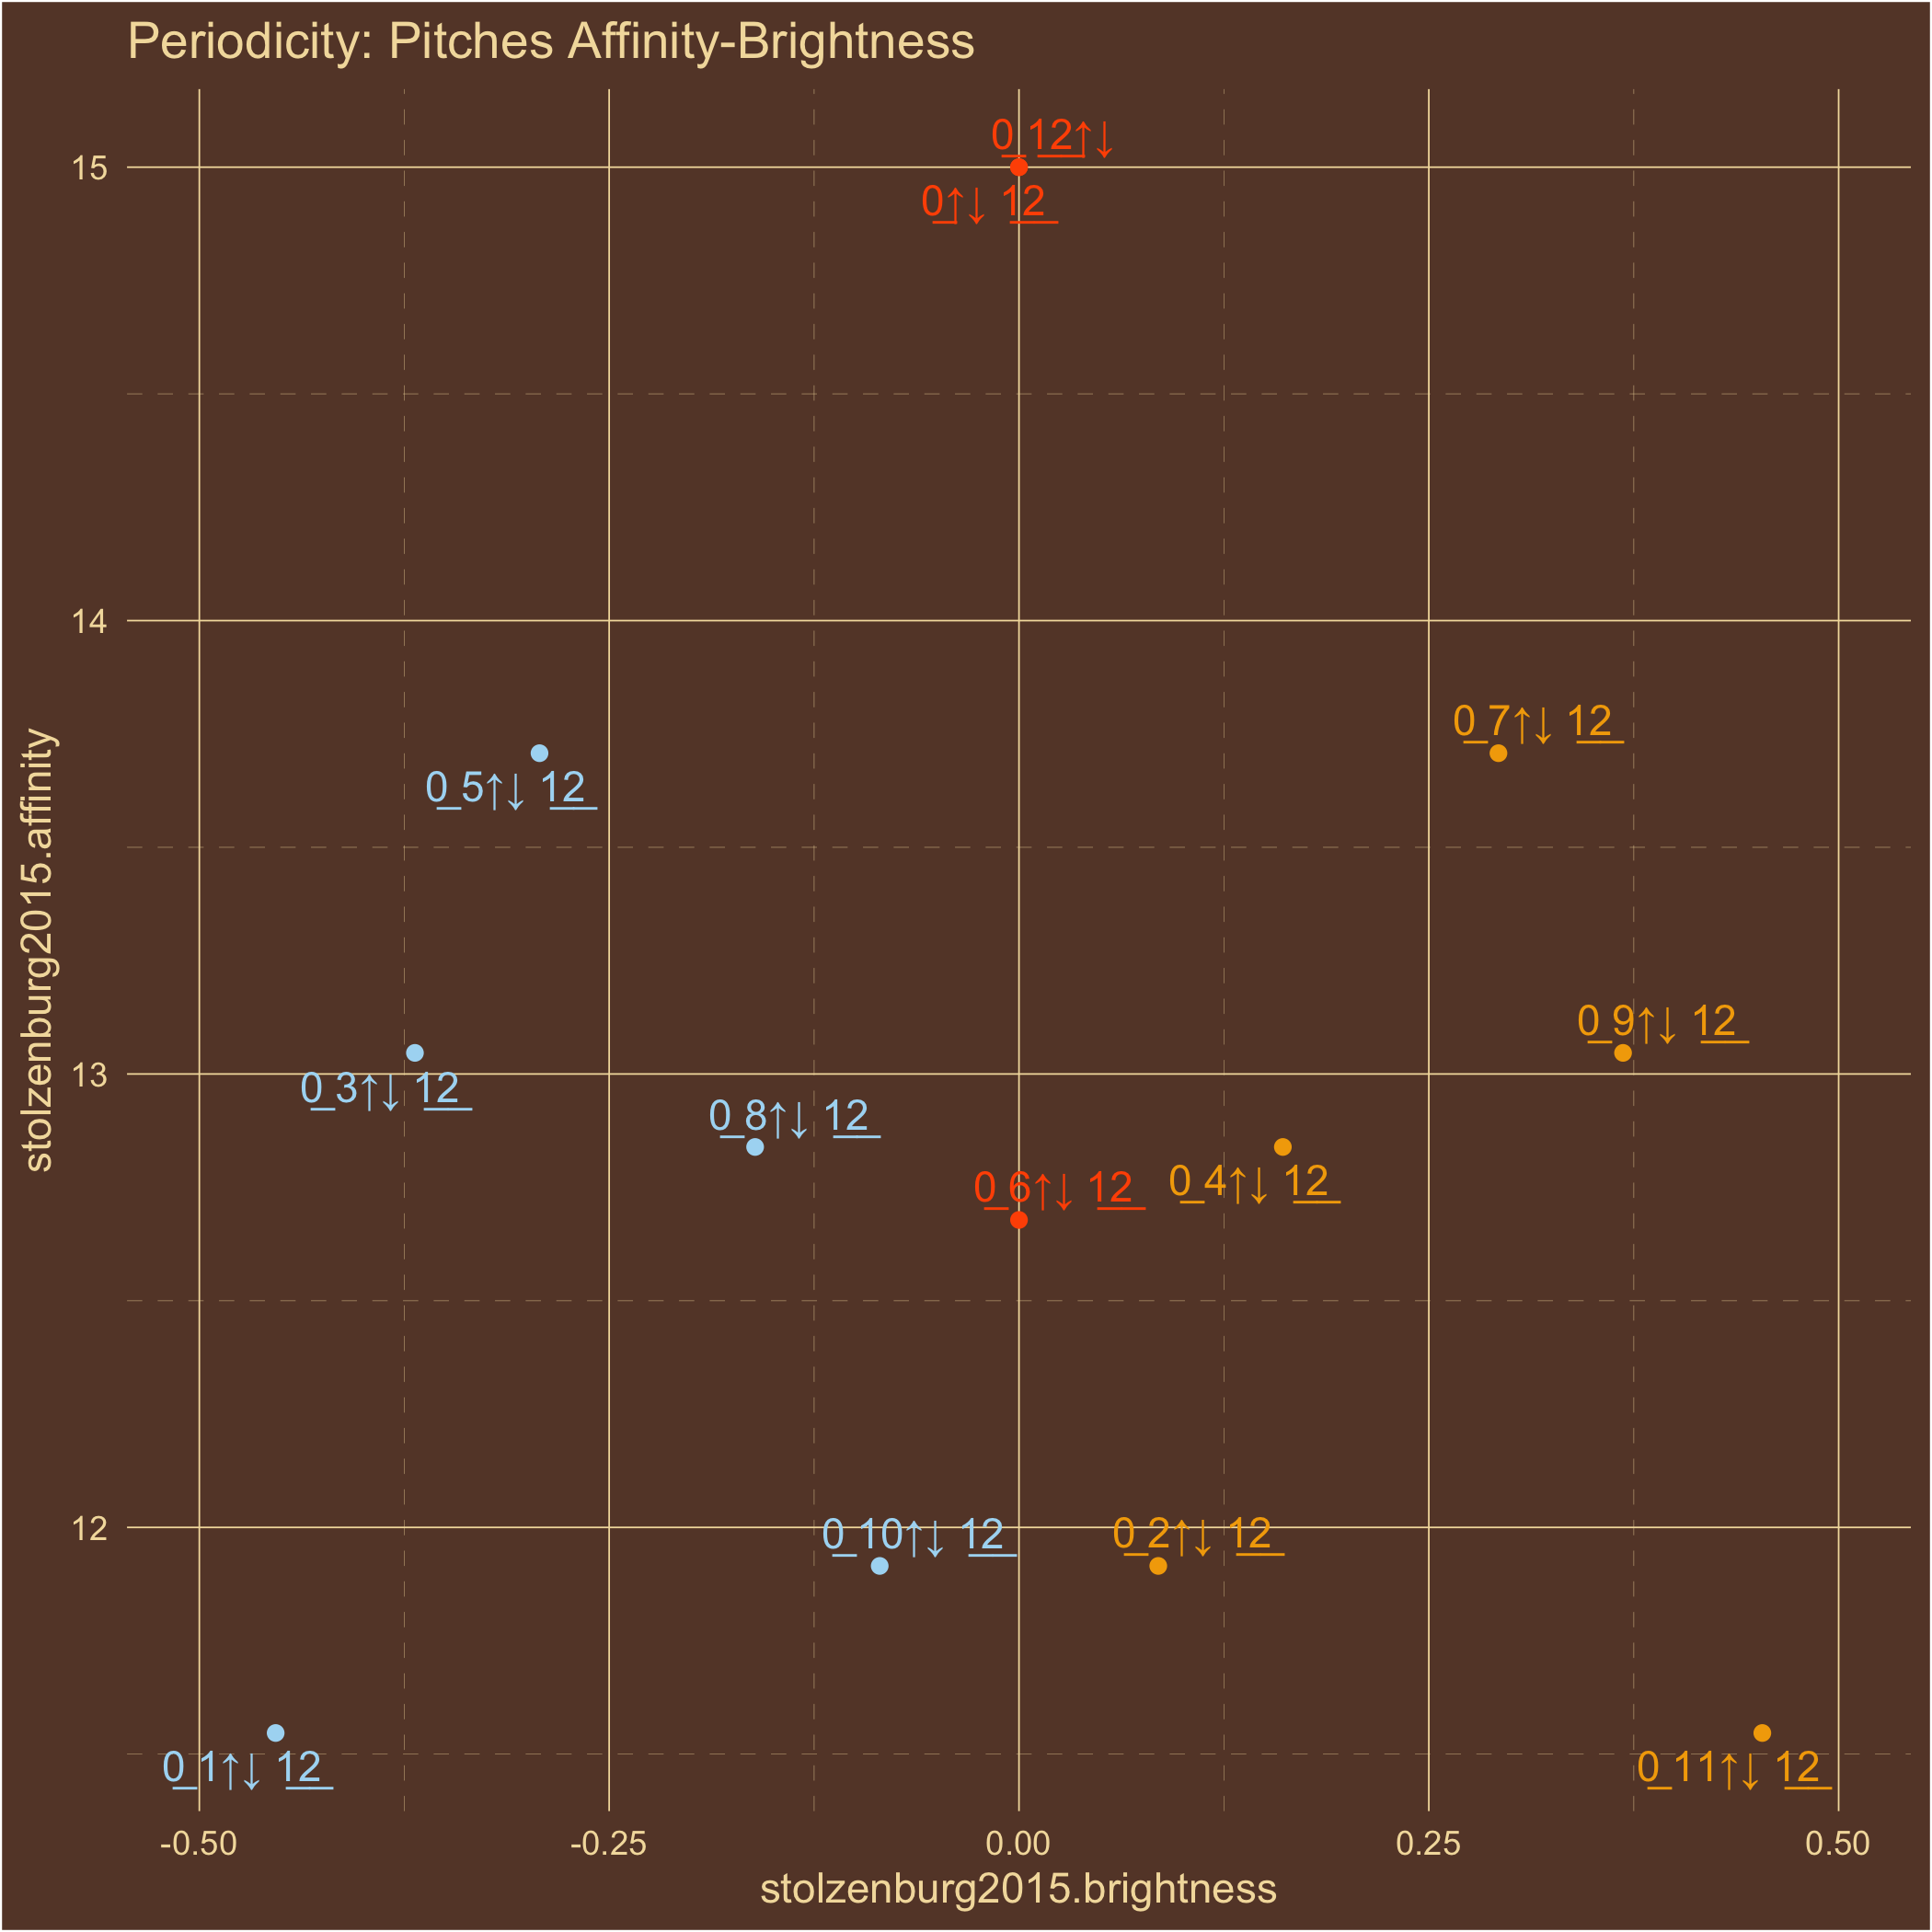 Periodicity: Pitches Affinity-Brightness
0 12↑↓
15
0↑↓ 12
14
0 7↑↓ 12
0 5↑↓ 12
stolzenburg2015.affinity
0 9↑↓ 12
13
0 3↑↓ 12
0 8↑↓ 12
0 4↑↓ 12
0 6↑↓ 12
12
0 10↑↓ 12
0 2↑↓ 12
0 1↑↓ 12
0 11↑↓ 12
-0.50 -0.25 0.00 0.25 0.50
stolzenburg2015.brightness